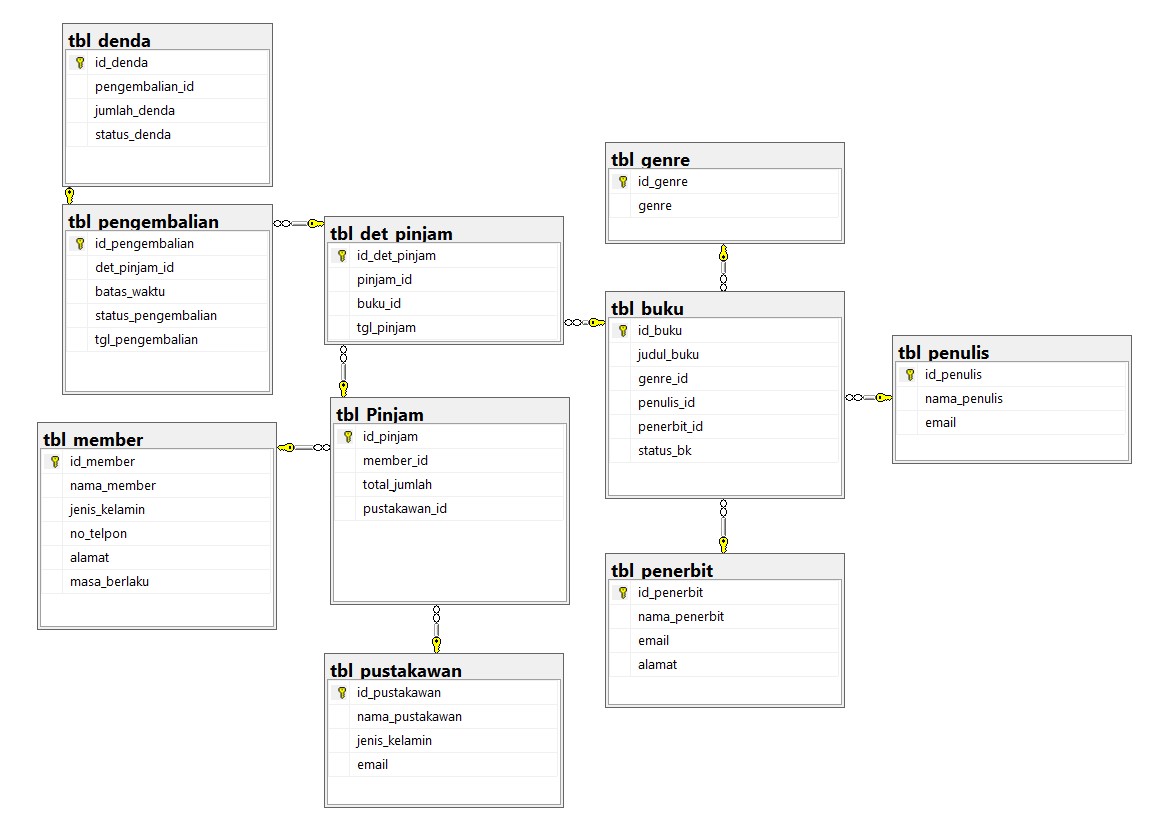 tbl_denda
id_denda
pengembalian_id
jumlah_denda
status_denda
tbl_pengembalian
id_pengembalian
det_pinjam_id
batas_waktu
status_pengembalian
tgl_pengembalian
tbl_det_pinjam
id_det_pinjam
pinjam_id
buku_id
tgl_pinjam
tbl_genre
id_genre
genre
tbl_buku
id_buku
judul_buku
genre_id
penulis_id
penerbit_id
status_bk
tbl_penulis
id_penulis
nama_penulis
email
tbl_member
id_member
nama_member
jenis_kelamin
no_telpon
alamat
masa_berlaku
tbl_Pinjam
id_pinjam
member_id
total_jumlah
pustakawan_id
tbl_penerbit
id_penerbit
nama_penerbit
email
alamat
tbl_pustakawan
id_pustakawan
nama_pustakawan
jenis_kelamin
email